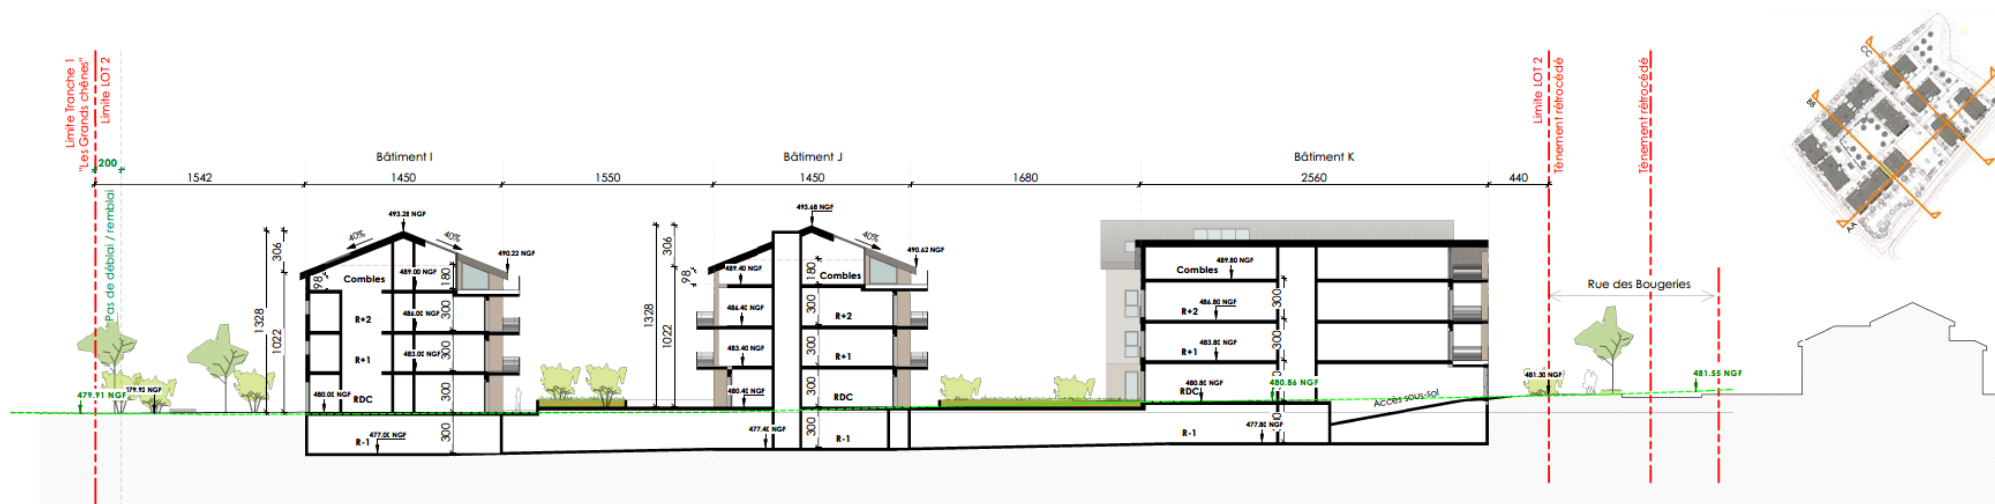 Limite Tranche 1
"Les Grands chênes"
Limite LOT 2
200
Pas de déblai / remblai
Bâtiment I
Bâtiment J
Bâtiment K
1542
1450
1550
1450
1680
2560
440
Limite LOT 2
Tènement rétrocédé
Tènement rétrocédé
Rue des Bougeries
CC
BB
AA
493.28 NGF
40%
40%
490.22 NGF
306
98
1328
1022
Combles
489.00 NGF
180
R+2
486.00 NGF
300
R+1
483.00 NGF
300
480.00 NGF
RDC
300
R-1
477.00 NGF
300
479.91 NGF
479.92 NGF
493.68 NGF
40%
490.62 NGF
306
98
1328
1022
489.40 NGF
180
Combles
486.40 NGF
300
R+2
483.40 NGF
300
R+1
480.40 NGF
300
RDC
477.40 NGF
300
R-1
Combles
489.80 NGF
486.80 NGF
300
R+2
483.80 NGF
300
R+1
300
480.80 NGF
RDC
480.86 NGF
R-1
477.80 NGF
Accès sous-sol
481.30 NGF
481.55 NGF